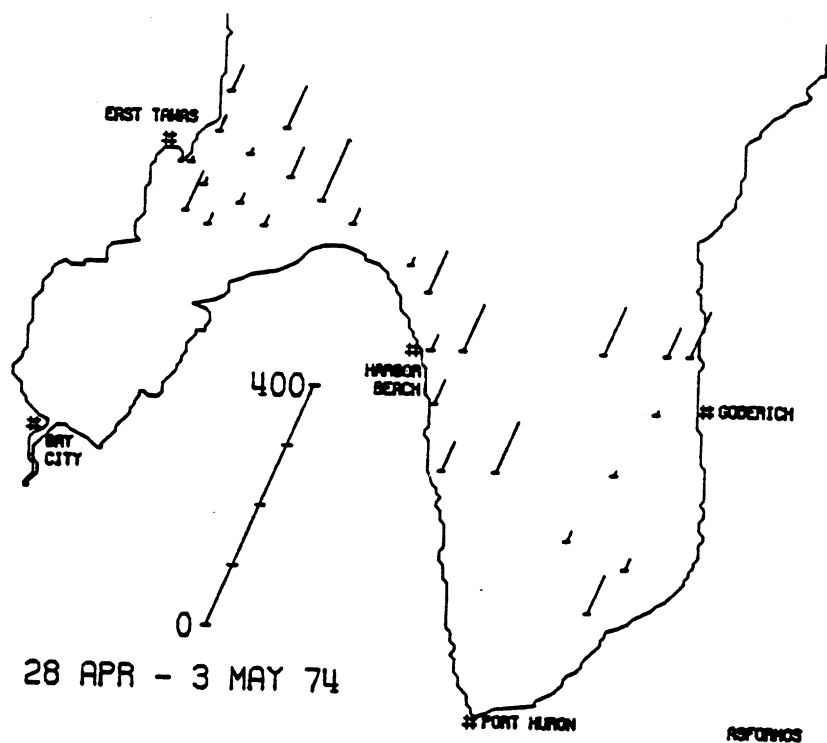 EAST TAWAS
#
400
#
HARBOR
BEACH
# GODERICH
#
BAY
CITY
0
28 APR - 3 MAY 74
# PORT HURON
ASFORMOS